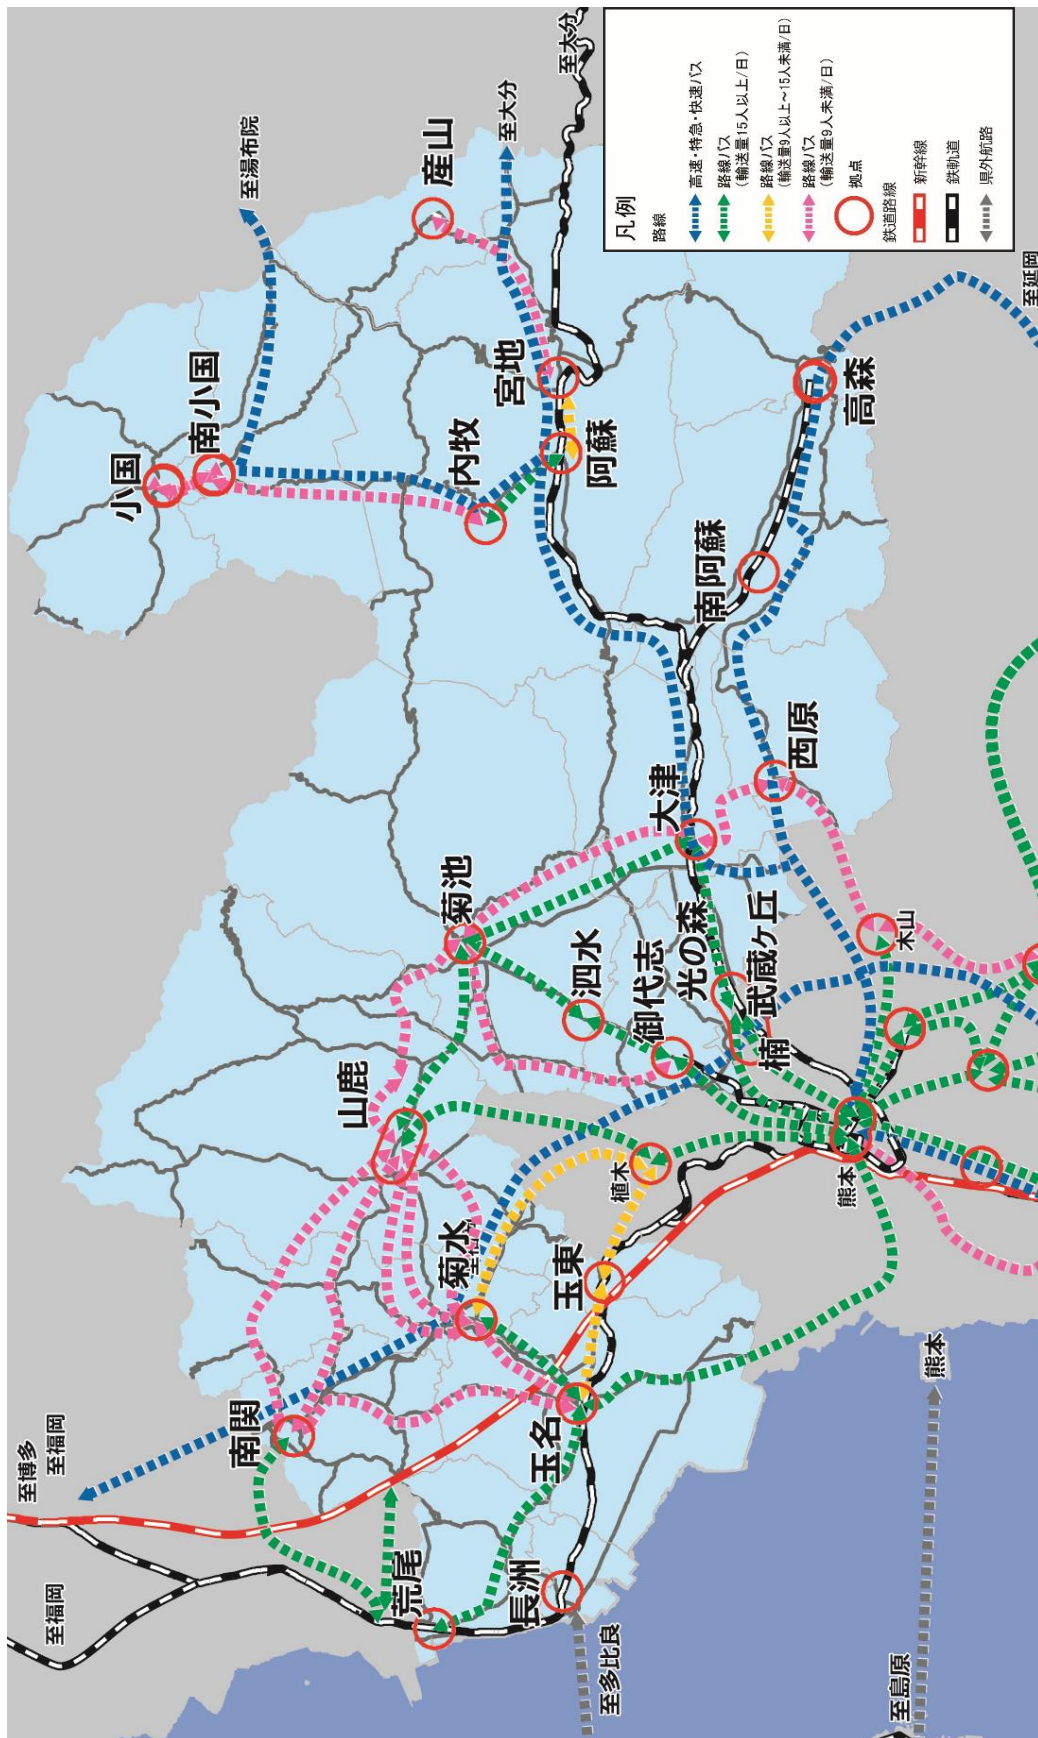 至博多
至福岡
至福岡
至湯布院
至大分
至大分
至延岡
小国
南小国
産山
内牧
宮地
阿蘇
高森
南阿蘇
西原
大津
菊池
泗水
御代志
光の森
武蔵ヶ丘
楠
木山
山鹿
植木
熊本
菊水
玉東
玉名
南関
荒尾
長洲
至多比良
熊本
至島原
凡例
路線
高速・特急・快速バス
路線バス
(輸送量15人以上/日)
路線バス
(輸送量9人以上～15人未満/日)
路線バス
(輸送量9人未満/日)
拠点
鉄道路線
新幹線
鉄軌道
県外航路